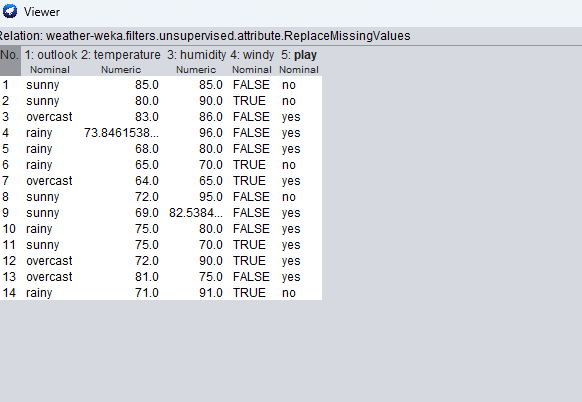 Viewer
Relation: weather-weka.filters.unsupervised.attribute.ReplaceMissingValues
No. 1: outlook 2: temperature 3: humidity 4: windy 5: play
Nominal Numeric Numeric Nominal Nominal
1 sunny 85.0 85.0 FALSE no
2 sunny 80.0 90.0 TRUE no
3 overcast 83.0 86.0 FALSE yes
4 rainy 73.8461538... 96.0 FALSE yes
5 rainy 68.0 80.0 FALSE yes
6 rainy 65.0 70.0 TRUE no
7 overcast 64.0 65.0 TRUE yes
8 sunny 72.0 95.0 FALSE no
9 sunny 69.0 82.5384... FALSE yes
10 rainy 75.0 80.0 FALSE yes
11 sunny 75.0 70.0 TRUE yes
12 overcast 72.0 90.0 TRUE yes
13 overcast 81.0 75.0 FALSE yes
14 rainy 71.0 91.0 TRUE no